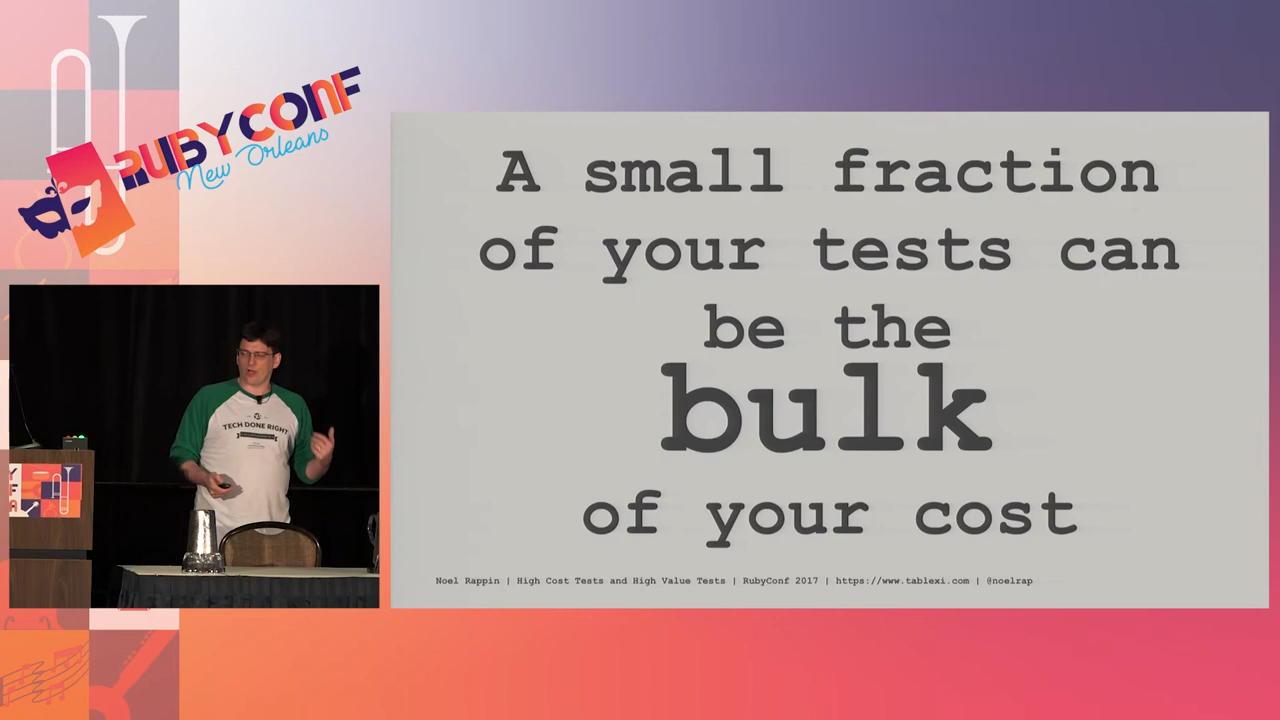 RUBYCONF
New Orleans
A small fraction
of your tests can
be the
bulk
of your cost
Noel Rappin | High Cost Tests and High Value Tests | RubyConf 2017 | https://www.tablexi.com | @noelrap
TECH DONE RIGHT